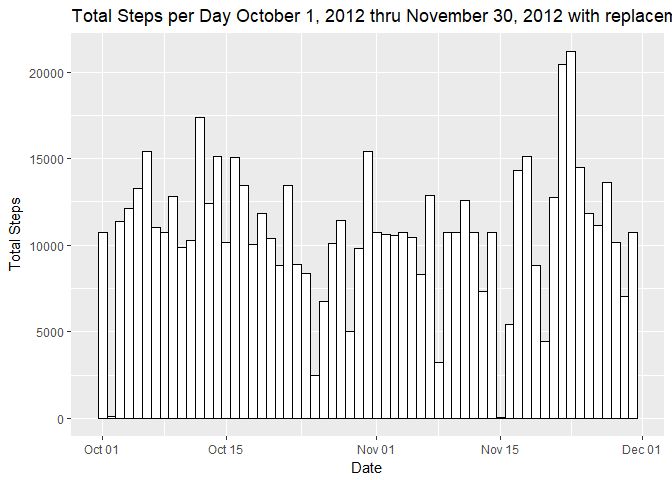 Total Steps per Day October 1, 2012 thru November 30, 2012 with replacen
20000
15000
10000
5000
0
Total Steps
Oct 01 Oct 15 Nov 01 Nov 15 Dec 01
Date